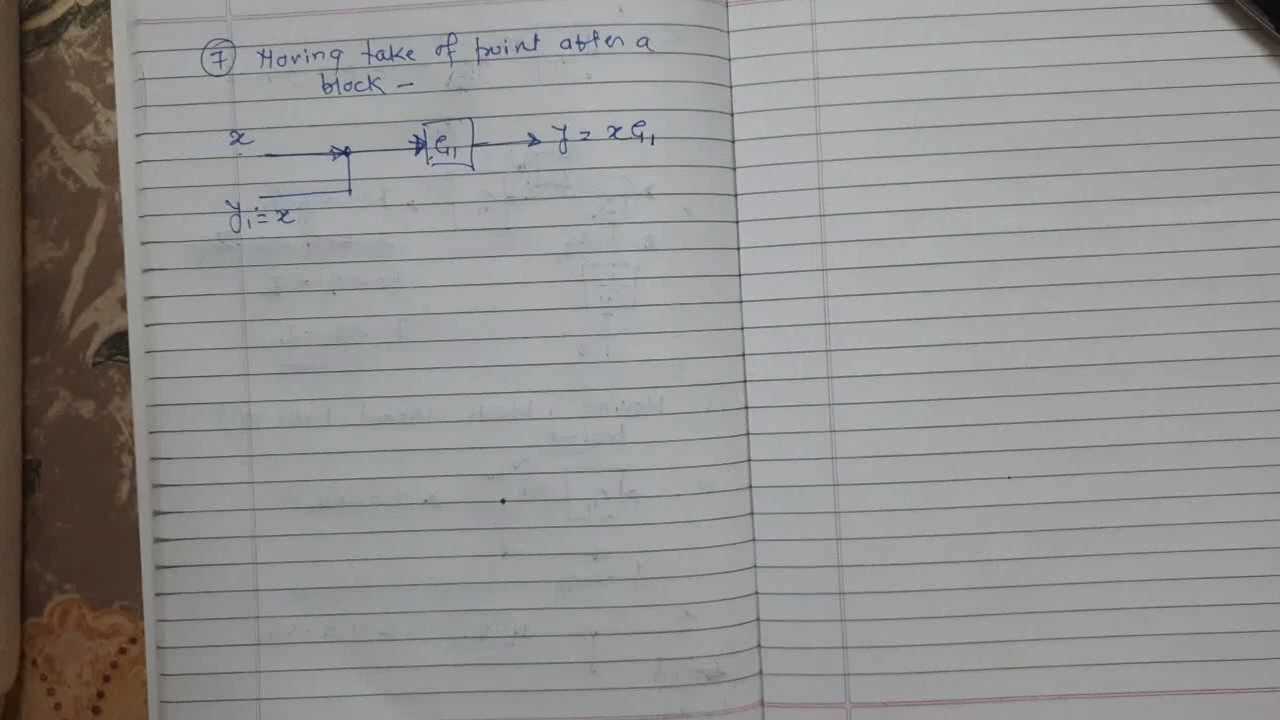 ⑦ Moving take of point after a
block -
x
G₁
y = xG₁
y₁ = x